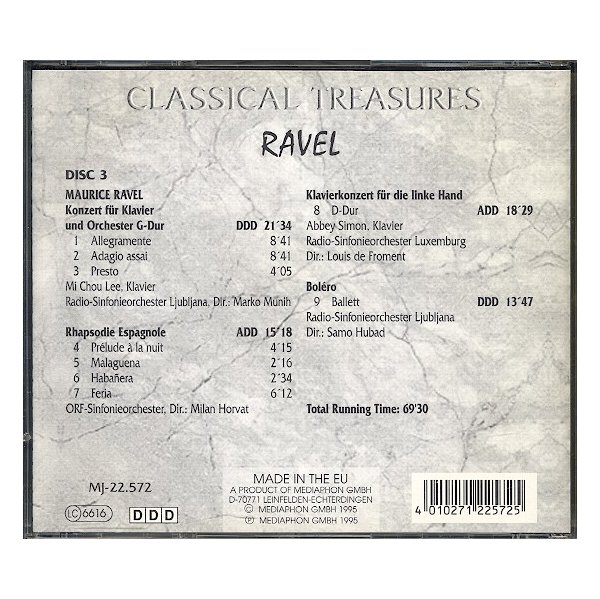 CLASSICAL TREASURES
RAVEL
DISC 3
MAURICE RAVEL
Konzert für Klavier
und Orchester G-Dur DDD 21´34
1 Allegramente 8´41
2 Adagio assai 8´41
3 Presto 4´05
Mi Chou Lee, Klavier
Radio-Sinfonieorchester Ljubljana, Dir.: Marko Munih
Rhapsodie Espagnole ADD 15´18
4 Prélude à la nuit 4´15
5 Malaguena 2´16
6 Habañera 2´34
7 Feria 6´12
ORF-Sinfonieorchester, Dir.: Milan Horvat
Klavierkonzert für die linke Hand
8 D-Dur ADD 18´29
Abbey Simon, Klavier
Radio-Sinfonieorchester Luxemburg
Dir.: Louis de Froment
Boléro
9 Ballett DDD 13´47
Radio-Sinfonieorchester Ljubljana
Dir.: Samo Hubad
Total Running Time: 69'30
MJ-22.572
LC 6616
DDD
MADE IN THE EU
A PRODUCT OF MEDIAPHON GMBH
D-70771 LEINFELDEN-ECHTERDINGEN
© MEDIAPHON GMBH 1995
℗ MEDIAPHON GMBH 1995
4 010271 225725